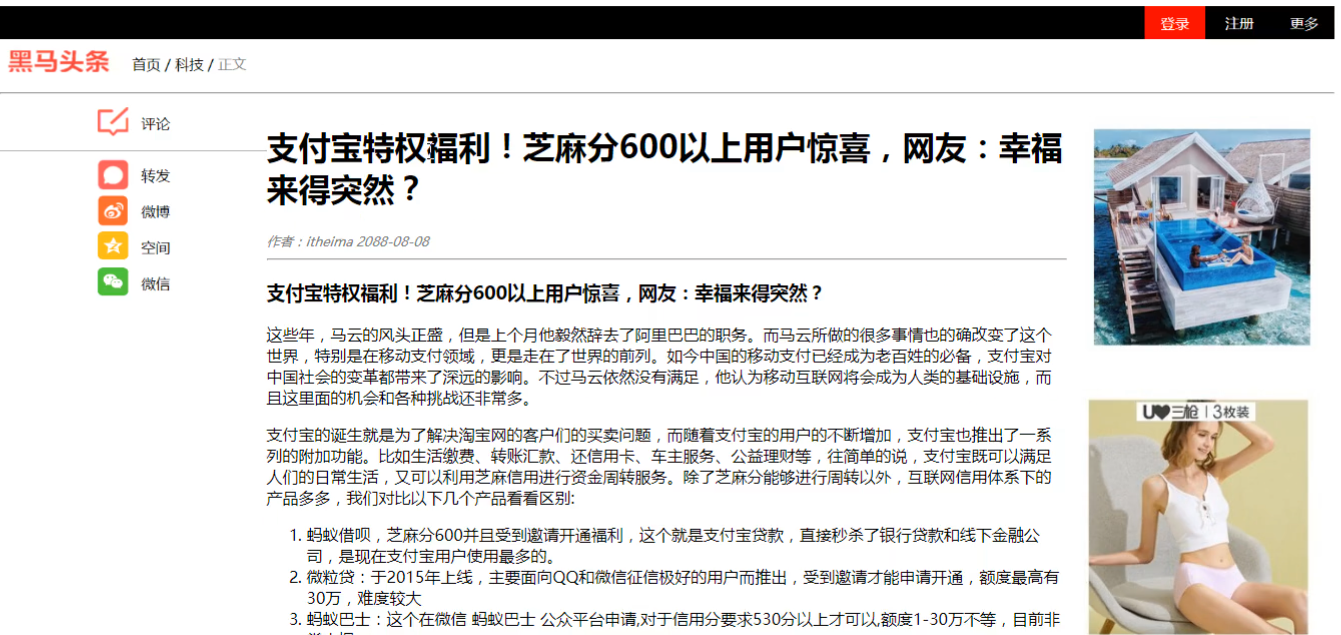 登录 注册 更多
黑马头条 首页 / 科技 / 正文
评论
转发
微博
空间
微信
支付宝特权福利！芝麻分600以上用户惊喜，网友：幸福
来得突然？
作者：itheima 2088-08-08
支付宝特权福利！芝麻分600以上用户惊喜，网友：幸福来得突然？
这些年，马云的风头正盛，但是上个月他毅然辞去了阿里巴巴的职务。而马云所做的很多事情也的确改变了这个
世界，特别是在移动支付领域，更是走在了世界的前列。如今中国的移动支付已经成为老百姓的必备，支付宝对
中国社会的变革都带来了深远的影响。不过马云依然没有满足，他认为移动互联网将会成为人类的基础设施，而
且这里面的机会和各种挑战还非常多。
支付宝的诞生就是为了解决淘宝网的客户们的买卖问题，而随着支付宝的用户的不断增加，支付宝也推出了一系
列的附加功能。比如生活缴费、转账汇款、还信用卡、车主服务、公益理财等，往简单的说，支付宝既可以满足
人们的日常生活，又可以利用芝麻信用进行资金周转服务。除了芝麻分能够进行周转以外，互联网信用体系下的
产品多多，我们对比以下几个产品看看区别:
1. 蚂蚁借呗，芝麻分600并且受到邀请开通福利，这个就是支付宝贷款，直接秒杀了银行贷款和线下金融公
司，是现在支付宝用户使用最多的。
2. 微粒贷：于2015年上线，主要面向QQ和微信征信极好的用户而推出，受到邀请才能申请开通，额度最高有
30万，难度较大
3. 蚂蚁巴士：这个在微信 蚂蚁巴士 公众平台申请,对于信用分要求530分以上才可以,额度1-30万不等，目前非
U♥三枪 | 3枚装